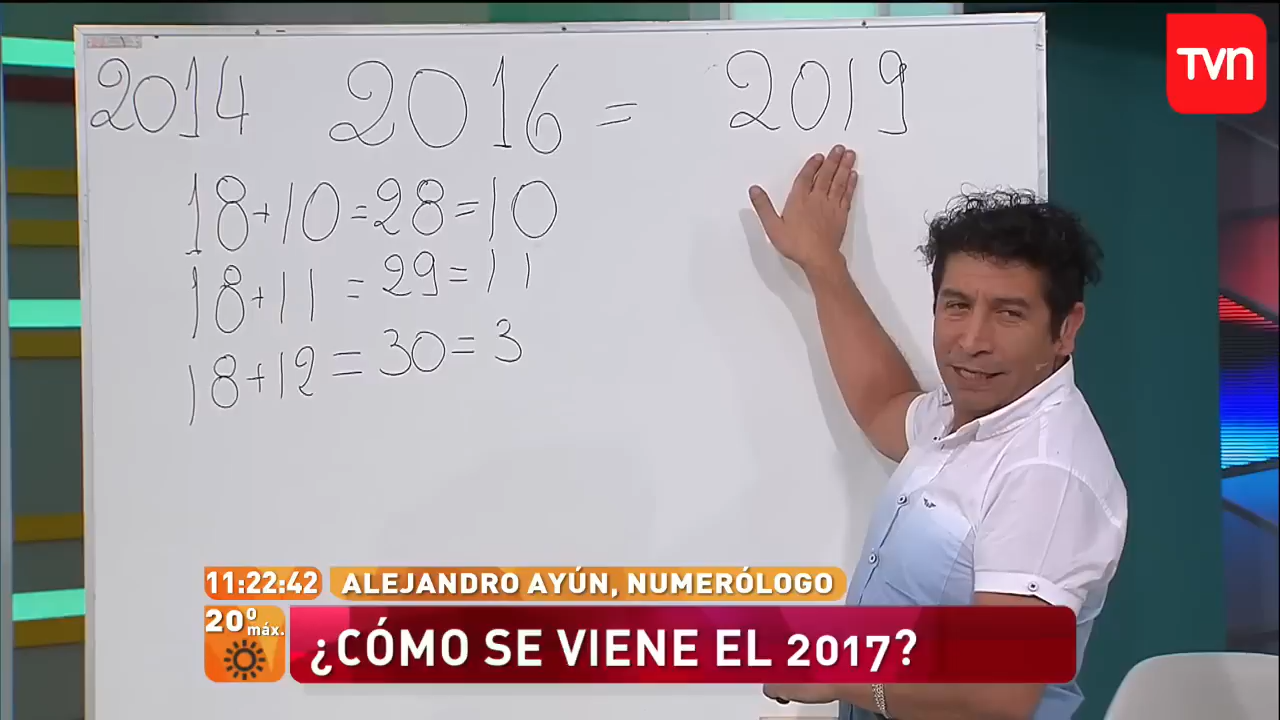 TVN
2014 2016 = 2019
18+10=28=10
18+11=29=11
18+12=30=3
11:22:42 ALEJANDRO AYÚN, NUMERÓLOGO
20º máx.
¿CÓMO SE VIENE EL 2017?